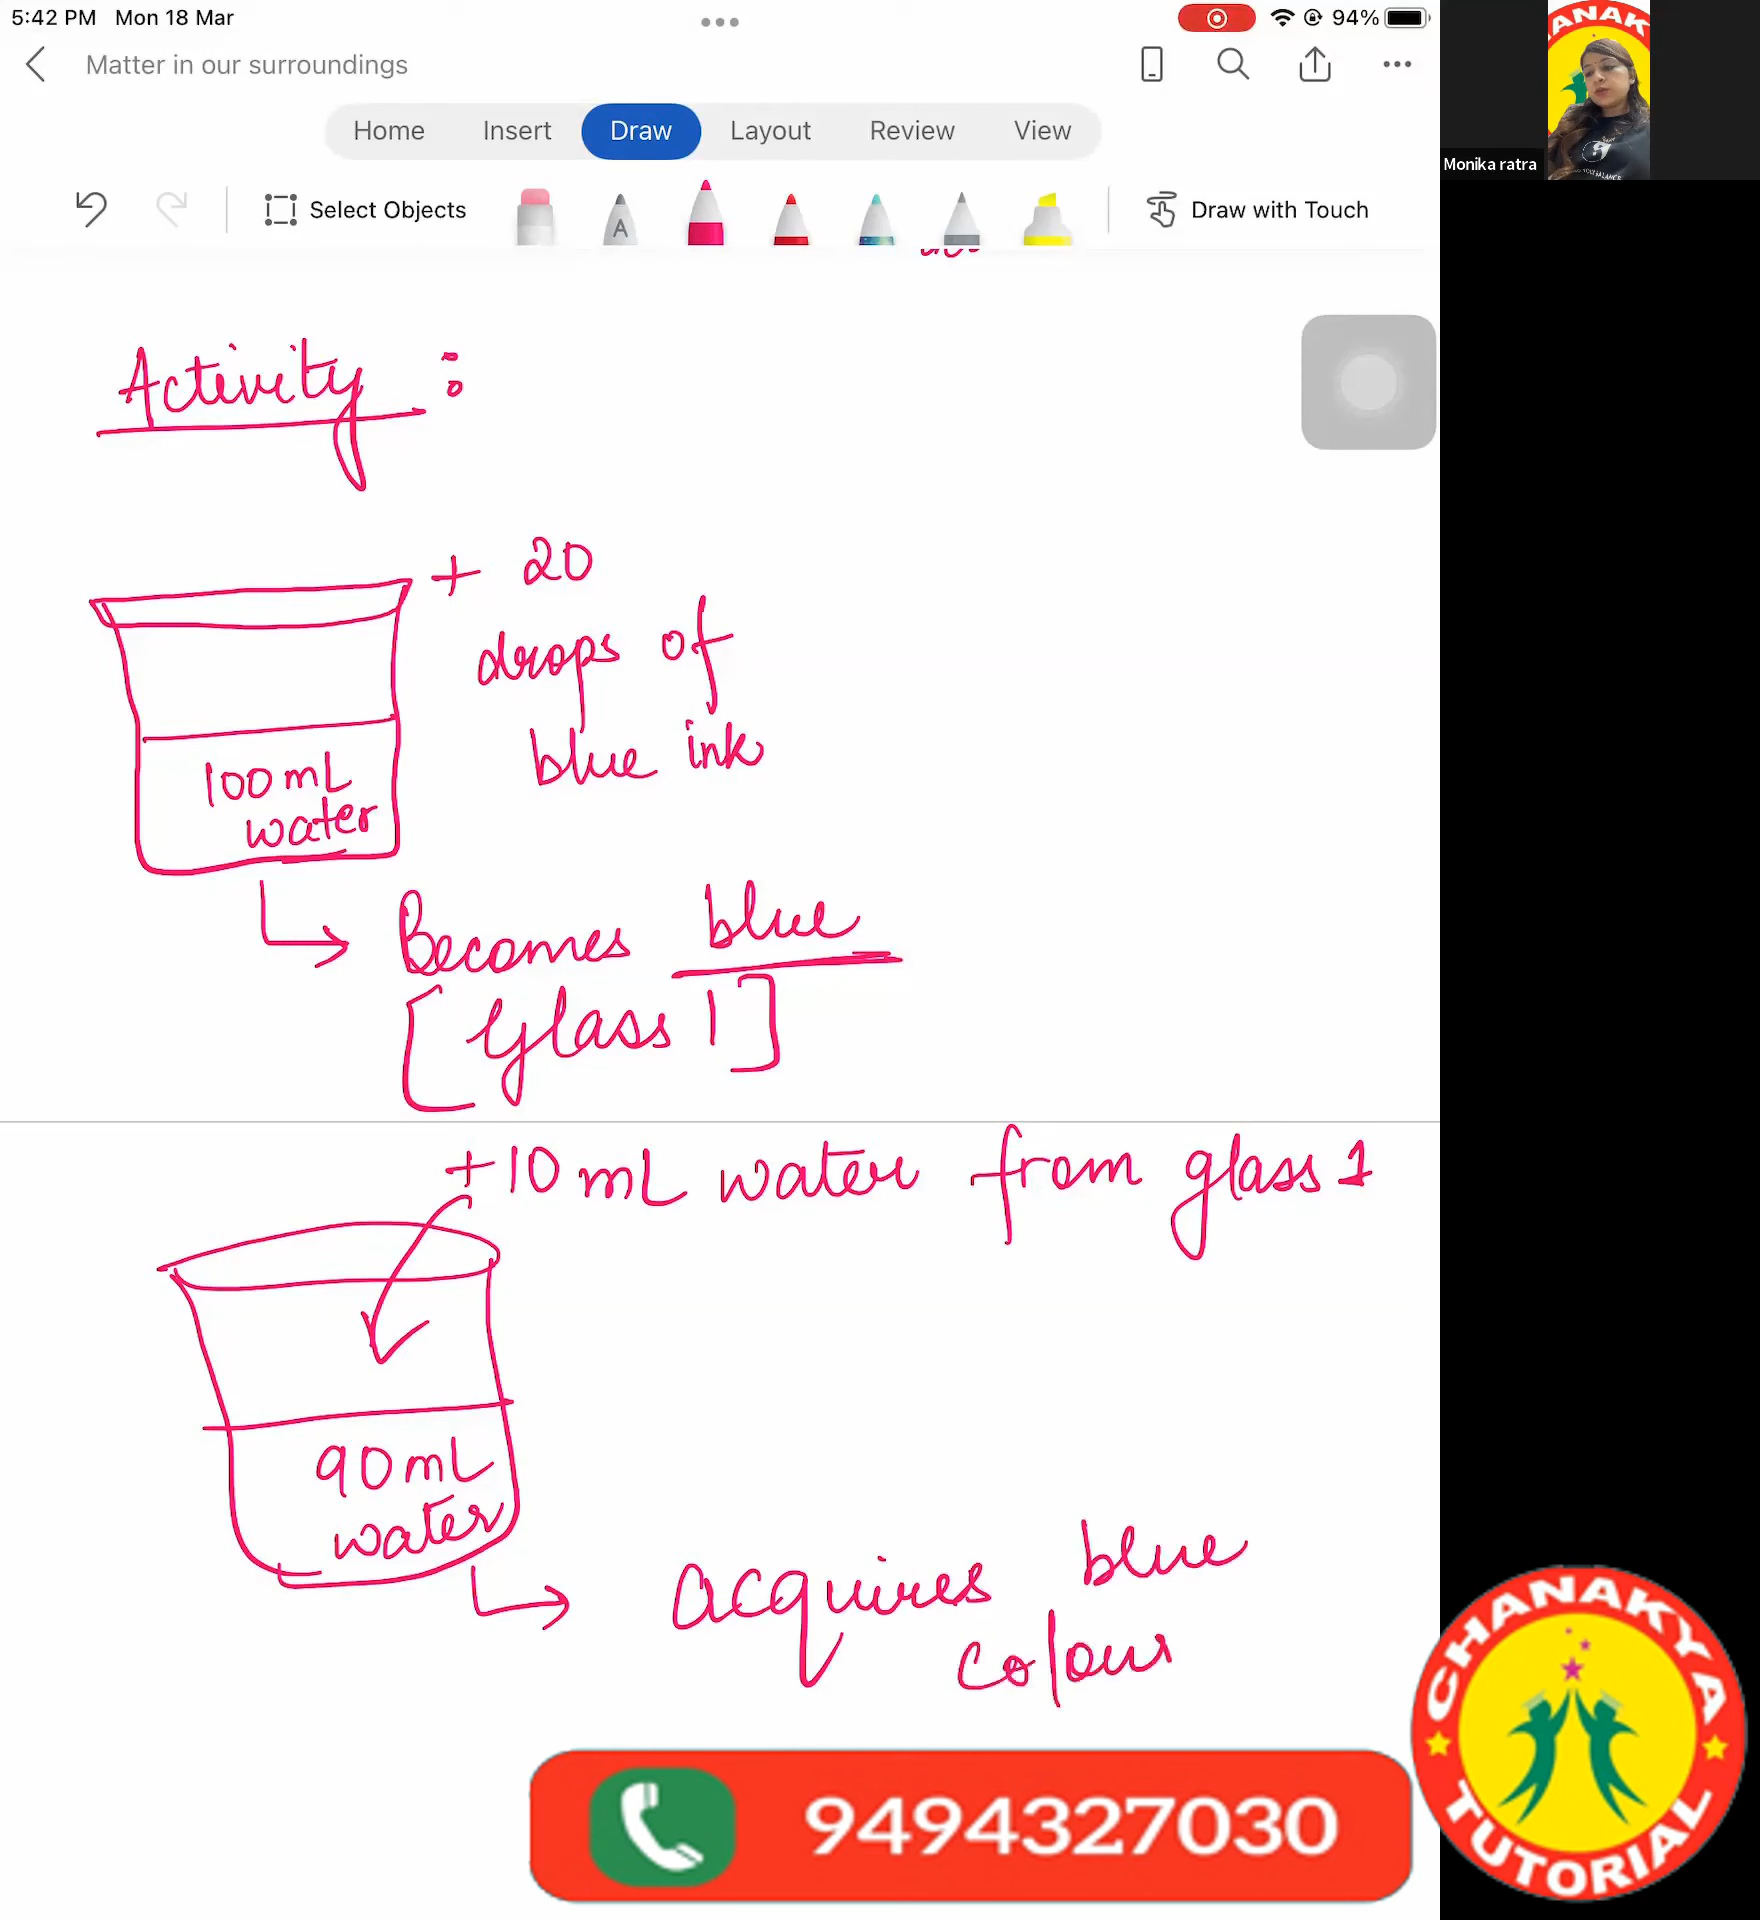 5:42 PM Mon 18 Mar
94%
Matter in our surroundings
Home Insert Draw Layout Review View
Select Objects
A
Draw with Touch
Monika ratra
Activity :
+ 20
drops of
blue ink
100 mL
water
Becomes blue
[Glass 1]
+10 mL water from glass 1
90 mL
water
acquires blue
colour
9494327030
CHANAKYA
TUTORIAL